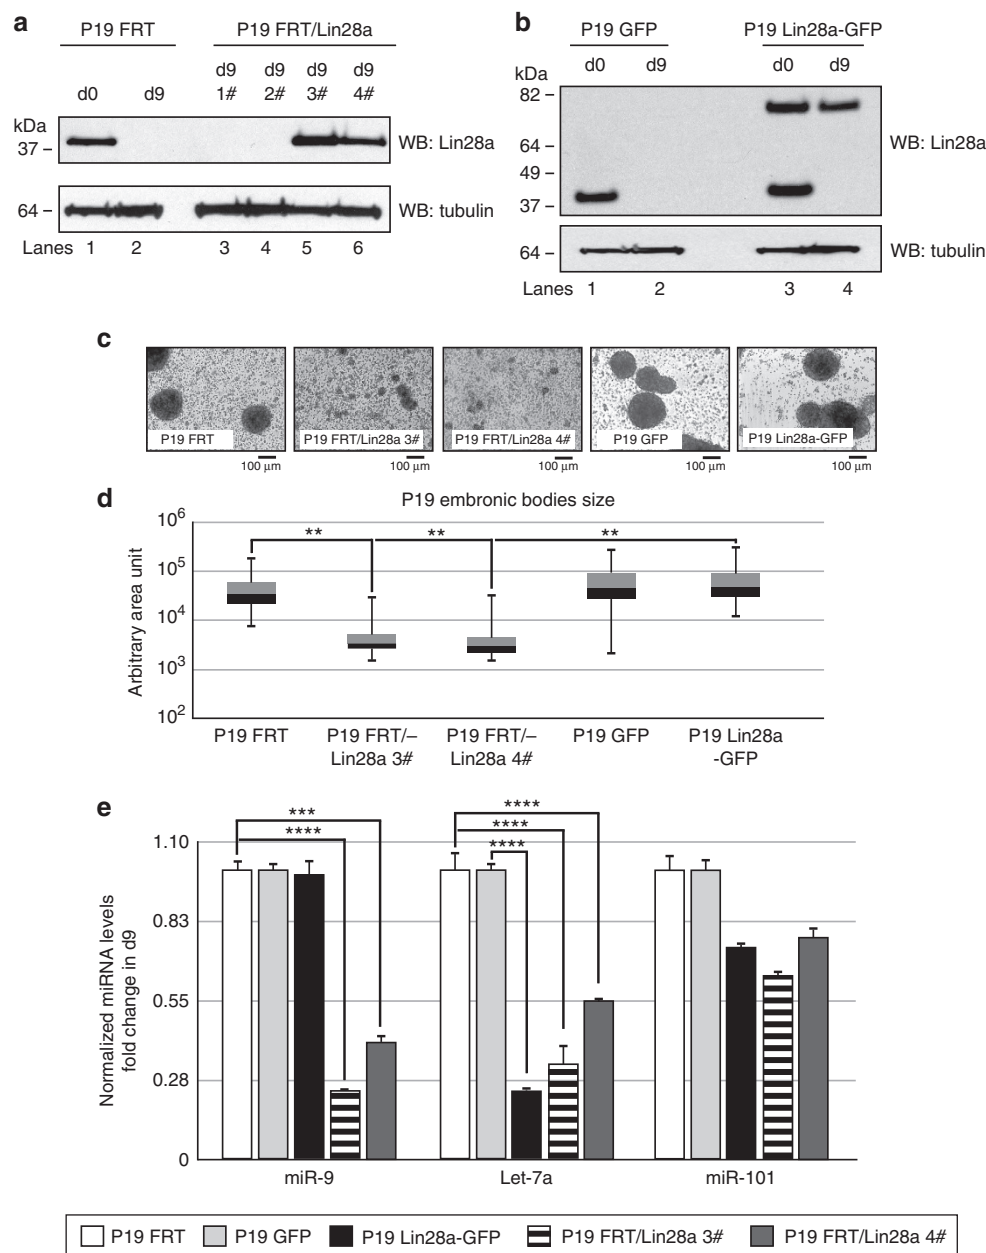 a
P19 FRT
P19 FRT/Lin28a
d0
d9
d9 1#
d9 2#
d9 3#
d9 4#
kDa
37
WB: Lin28a
64
WB: tubulin
Lanes 1 2 3 4 5 6
b
P19 GFP
P19 Lin28a-GFP
kDa
d0
d9
d0
d9
82
64
49
37
WB: Lin28a
64
WB: tubulin
Lanes 1 2 3 4
c
P19 FRT
P19 FRT/Lin28a 3#
P19 FRT/Lin28a 4#
P19 GFP
P19 Lin28a-GFP
100 µm
100 µm
100 µm
100 µm
100 µm
d
P19 embronic bodies size
Arbitrary area unit
10^6
10^5
10^4
10^3
10^2
**
**
**
P19 FRT
P19 FRT/–
Lin28a 3#
P19 FRT/–
Lin28a 4#
P19 GFP
P19 Lin28a
-GFP
e
Normalized miRNA levels
fold change in d9
1.10
0.83
0.55
0.28
0
***
****
****
****
****
miR-9
Let-7a
miR-101
P19 FRT
P19 GFP
P19 Lin28a-GFP
P19 FRT/Lin28a 3#
P19 FRT/Lin28a 4#